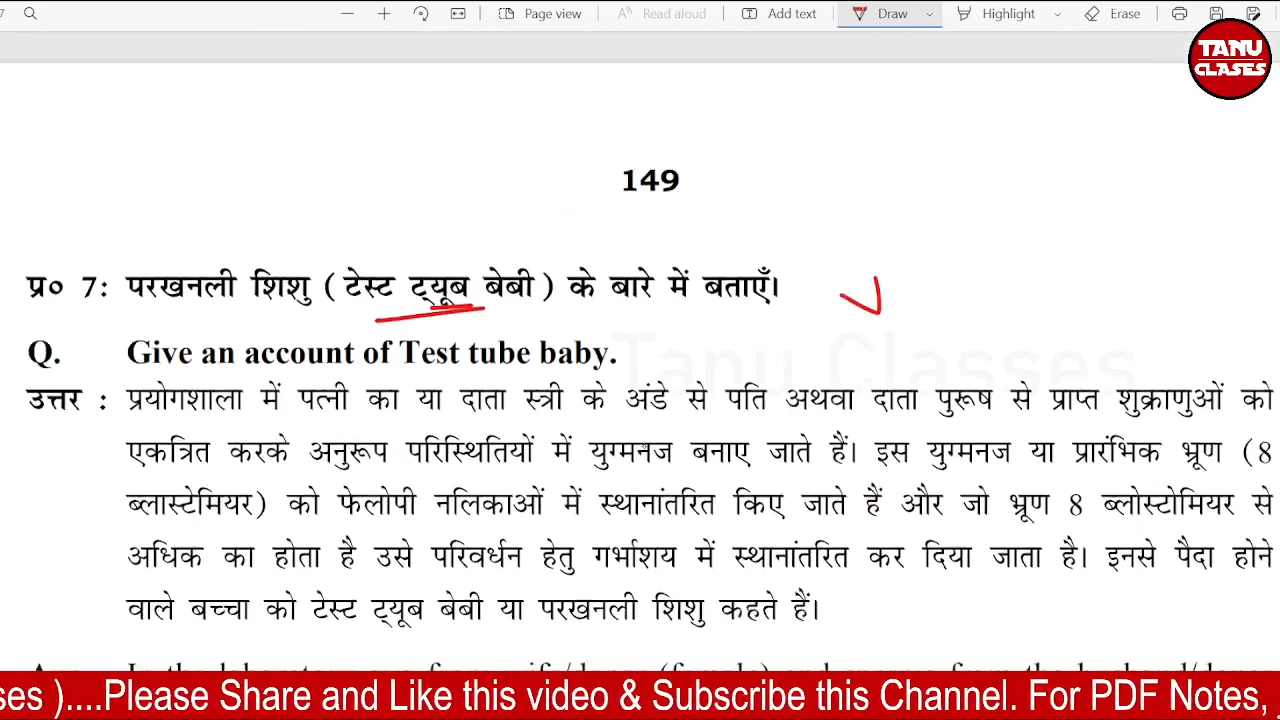 Page view
Read aloud
Add text
Draw
Highlight
Erase
TANU
CLASES
149
प्र० 7: परखनली शिशु (टेस्ट ट्यूब बेबी) के बारे में बताएँ।
Q. Give an account of Test tube baby.
Tanu Classes
उत्तर : प्रयोगशाला में पत्नी का या दाता स्त्री के अंडे से पति अथवा दाता पुरूष से प्राप्त शुक्राणुओं को
एकत्रित करके अनुरूप परिस्थितियों में युग्मनज बनाए जाते हैं। इस युग्मनज या प्रारंभिक भ्रूण (8
ब्लास्टेमियर) को फेलोपी नलिकाओं में स्थानांतरित किए जाते हैं और जो भ्रूण 8 ब्लोस्टोमियर से
अधिक का होता है उसे परिवर्धन हेतु गर्भाशय में स्थानांतरित कर दिया जाता है। इनसे पैदा होने
वाले बच्चा को टेस्ट ट्यूब बेबी या परखनली शिशु कहते हैं।
ses )....Please Share and Like this video & Subscribe this Channel. For PDF Notes,